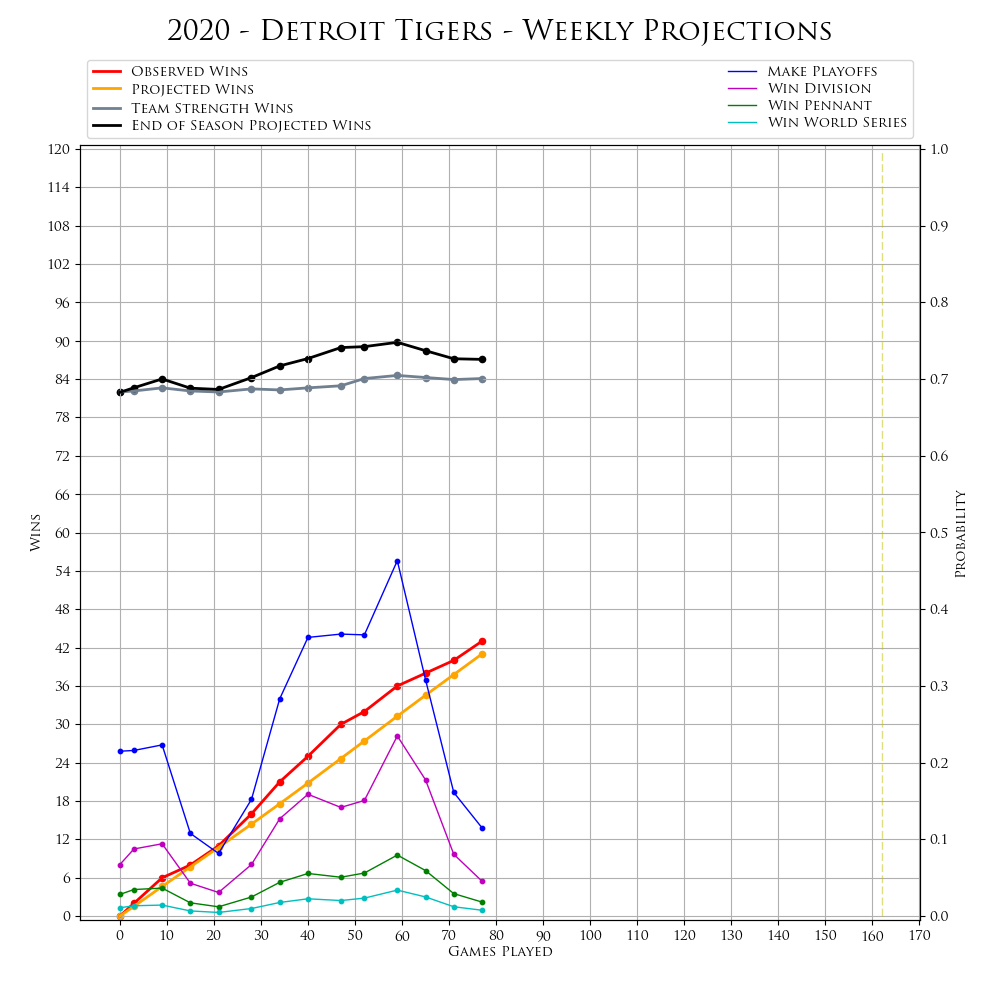 2020 - Detroit Tigers - Weekly Projections
Observed Wins
Projected Wins
Team Strength Wins
End of Season Projected Wins
Make Playoffs
Win Division
Win Pennant
Win World Series
120
114
108
102
96
90
84
78
72
66
60
54
48
42
36
30
24
18
12
6
0
Wins
1.0
0.9
0.8
0.7
0.6
0.5
0.4
0.3
0.2
0.1
0.0
Probability
0 10 20 30 40 50 60 70 80 90 100 110 120 130 140 150 160 170
Games Played